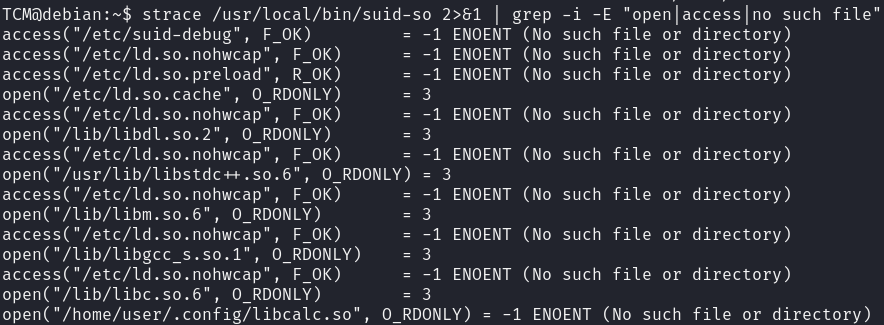 TCM@debian:~$ strace /usr/local/bin/suid-so 2>&1 | grep -i -E "open|access|no such file"
access("/etc/suid-debug", F_OK)         = -1 ENOENT (No such file or directory)
access("/etc/ld.so.nohwcap", F_OK)      = -1 ENOENT (No such file or directory)
access("/etc/ld.so.preload", R_OK)      = -1 ENOENT (No such file or directory)
open("/etc/ld.so.cache", O_RDONLY)      = 3
access("/etc/ld.so.nohwcap", F_OK)      = -1 ENOENT (No such file or directory)
open("/lib/libdl.so.2", O_RDONLY)       = 3
access("/etc/ld.so.nohwcap", F_OK)      = -1 ENOENT (No such file or directory)
open("/usr/lib/libstdc++.so.6", O_RDONLY) = 3
access("/etc/ld.so.nohwcap", F_OK)      = -1 ENOENT (No such file or directory)
open("/lib/libm.so.6", O_RDONLY)        = 3
access("/etc/ld.so.nohwcap", F_OK)      = -1 ENOENT (No such file or directory)
open("/lib/libgcc_s.so.1", O_RDONLY)    = 3
access("/etc/ld.so.nohwcap", F_OK)      = -1 ENOENT (No such file or directory)
open("/lib/libc.so.6", O_RDONLY)        = 3
open("/home/user/.config/libcalc.so", O_RDONLY) = -1 ENOENT (No such file or directory)